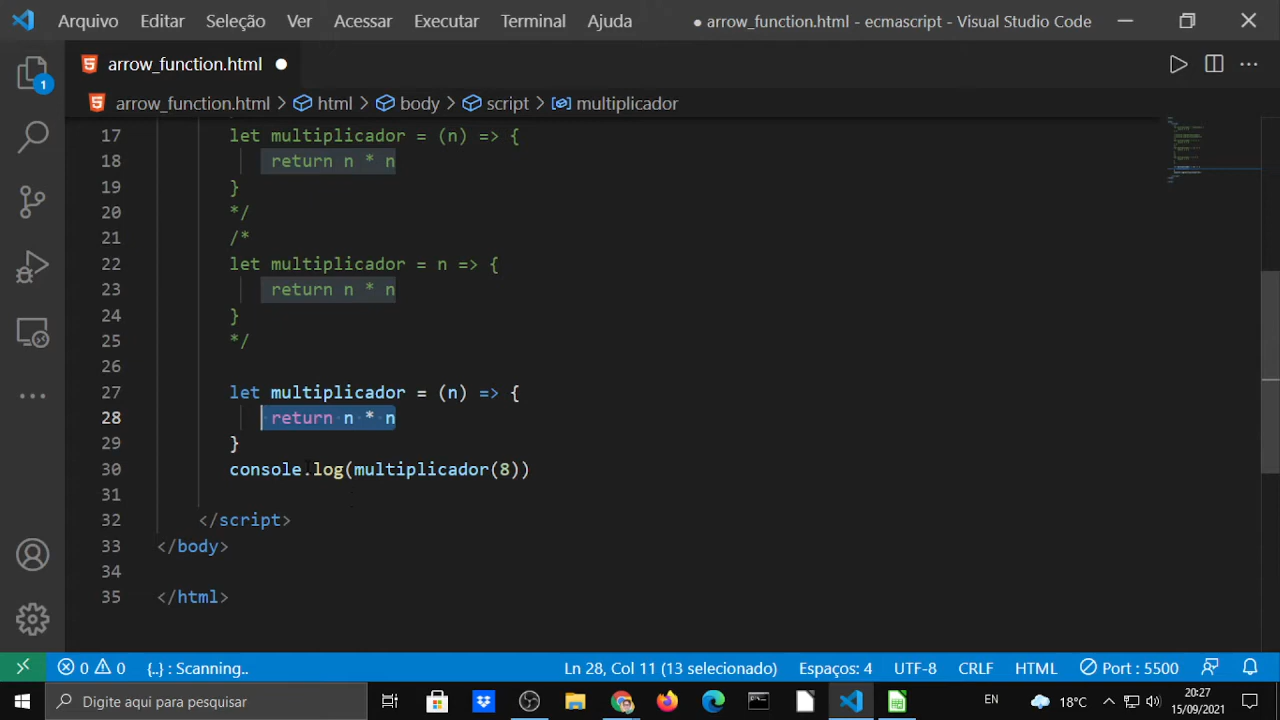 Arquivo Editar Seleção Ver Acessar Executar Terminal Ajuda ● arrow_function.html - ecmascript - Visual Studio Code
arrow_function.html
arrow_function.html > html > body > script > multiplicador
1
17 let multiplicador = (n) => {
18 return n * n
19 }
20 */
21 /*
22 let multiplicador = n => {
23 return n * n
24 }
25 */
26
27 let multiplicador = (n) => {
28 return n * n
29 }
30 console.log(multiplicador(8))
31
32 </script>
33 </body>
34
35 </html>
0 0 {..} : Scanning.. Ln 28, Col 11 (13 selecionado) Espaços: 4 UTF-8 CRLF HTML Port : 5500
Digite aqui para pesquisar EN 18°C 20:27
15/09/2021